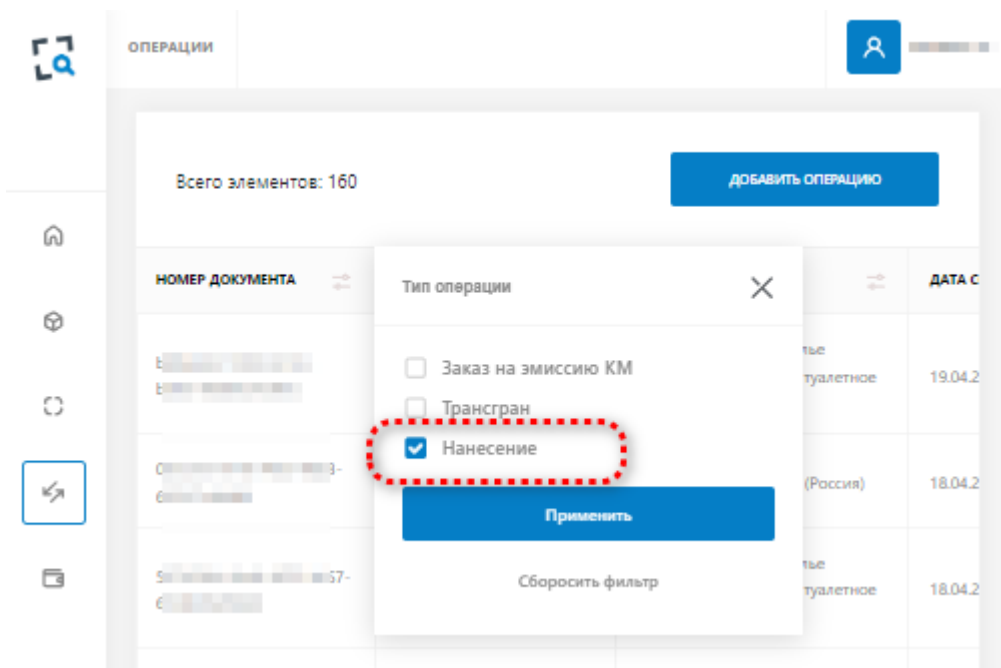 ОПЕРАЦИИ
Всего элементов: 160
ДОБАВИТЬ ОПЕРАЦИЮ
НОМЕР ДОКУМЕНТА
ДАТА С
Тип операции
Заказ на эмиссию КМ
Трансгран
Нанесение
Применить
Сборосить фильтр
туалетное
19.04.2
(Россия)
18.04.2
туалетное
18.04.2